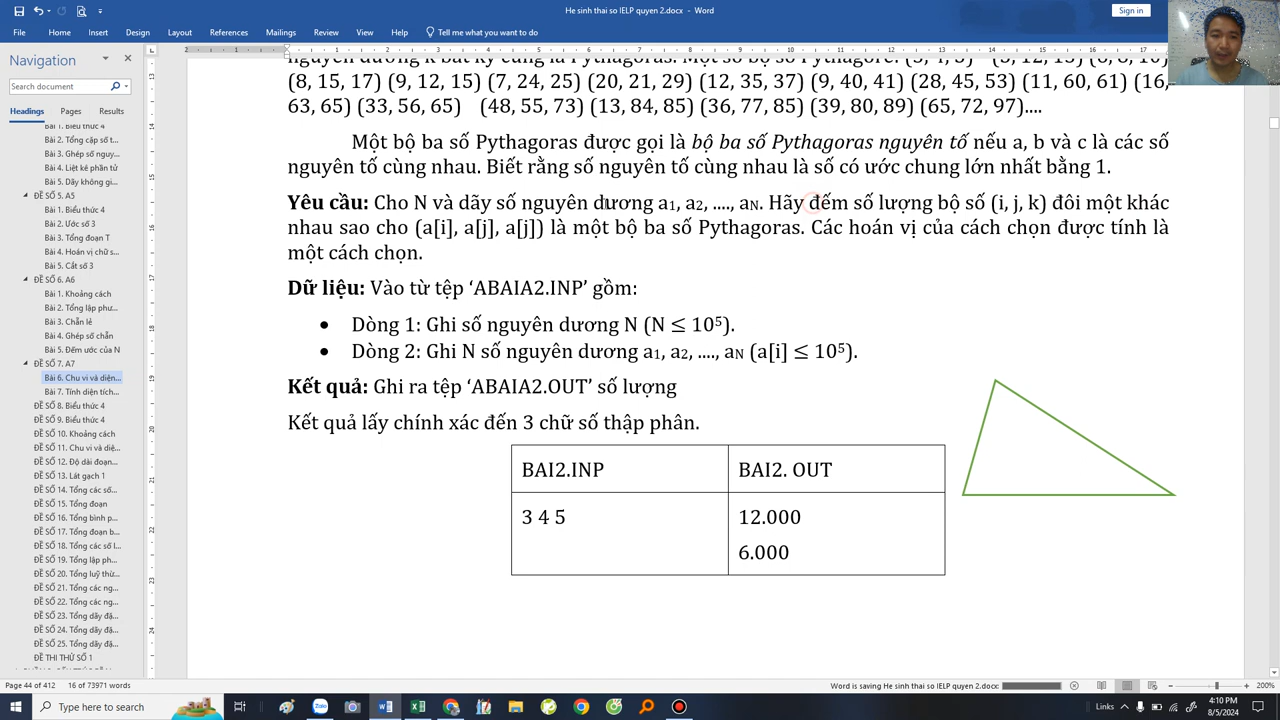 He sinh thai so IELP quyen 2.docx - Word
Sign in
File Home Insert Design Layout References Mailings Review View Help Tell me what you want to do
Navigation
Search document
Headings Pages Results
Bài 1. Biểu thức 4
Bài 2. Tổng cặp số t...
Bài 3. Ghép số nguy...
Bài 4. Liệt kê phân tử
Bài 5. Dãy không gi...
ĐỀ SỐ 5. A5
Bài 1. Biểu thức 4
Bài 2. Ước số 3
Bài 3. Tổng đoạn T
Bài 4. Hoán vị chữ s...
Bài 5. Cắt số 3
ĐỀ SỐ 6. A6
Bài 1. Khoảng cách
Bài 2. Tổng lập phư...
Bài 3. Chẵn lẻ
Bài 4. Ghép số chẵn
Bài 5. Đếm ước của N
ĐỀ SỐ 7. A7
Bài 6. Chu vi và diện...
Bài 7. Tính diện tích...
ĐỀ SỐ 8. Biểu thức 4
ĐỀ SỐ 9. Biểu thức 4
ĐỀ SỐ 10. Khoảng cách
ĐỀ SỐ 11. Chu vi và diệ...
ĐỀ SỐ 12. Độ dài đoạn...
ĐỀ SỐ 13. Lát gạch 1
ĐỀ SỐ 14. Tổng các số...
ĐỀ SỐ 15. Tổng đoạn
ĐỀ SỐ 16. Tổng bình p...
ĐỀ SỐ 17. Tổng đoạn b...
ĐỀ SỐ 18. Tổng các số l...
ĐỀ SỐ 19. Tổng lập ph...
ĐỀ SỐ 20. Tổng luỹ thừ...
ĐỀ SỐ 21. Tổng các ng...
ĐỀ SỐ 22. Tổng các ng...
ĐỀ SỐ 23. Tổng dãy đặ...
ĐỀ SỐ 24. Tổng dãy đặ...
ĐỀ SỐ 25. Tổng dãy đặ...
ĐỀ THI THỬ SỐ 1
(8, 15, 17) (9, 12, 15) (7, 24, 25) (20, 21, 29) (12, 35, 37) (9, 40, 41) (28, 45, 53) (11, 60, 61) (16,
63, 65) (33, 56, 65) (48, 55, 73) (13, 84, 85) (36, 77, 85) (39, 80, 89) (65, 72, 97)....
Một bộ ba số Pythagoras được gọi là bộ ba số Pythagoras nguyên tố nếu a, b và c là các số
nguyên tố cùng nhau. Biết rằng số nguyên tố cùng nhau là số có ước chung lớn nhất bằng 1.
Yêu cầu: Cho N và dãy số nguyên dương a1, a2, ...., aN. Hãy đếm số lượng bộ số (i, j, k) đôi một khác
nhau sao cho (a[i], a[j], a[j]) là một bộ ba số Pythagoras. Các hoán vị của cách chọn được tính là
một cách chọn.
Dữ liệu: Vào từ tệp ‘ABAIA2.INP’ gồm:
• Dòng 1: Ghi số nguyên dương N (N ≤ 10⁵).
• Dòng 2: Ghi N số nguyên dương a1, a2, ...., aN (a[i] ≤ 10⁵).
Kết quả: Ghi ra tệp ‘ABAIA2.OUT’ số lượng
Kết quả lấy chính xác đến 3 chữ số thập phân.
BAI2.INP BAI2. OUT
3 4 5 12.000
6.000
Page 44 of 412 16 of 73971 words Word is saving He sinh thai so IELP quyen 2.docx 200%
Type here to search
Links
4:10 PM
8/5/2024